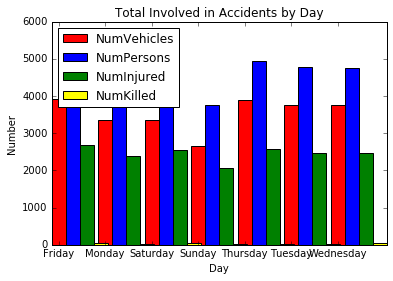 Total Involved in Accidents by Day
6000
5000
4000
3000
2000
1000
0
Number
NumVehicles
NumPersons
NumInjured
NumKilled
Friday Monday Saturday Sunday Thursday Tuesday Wednesday
Day